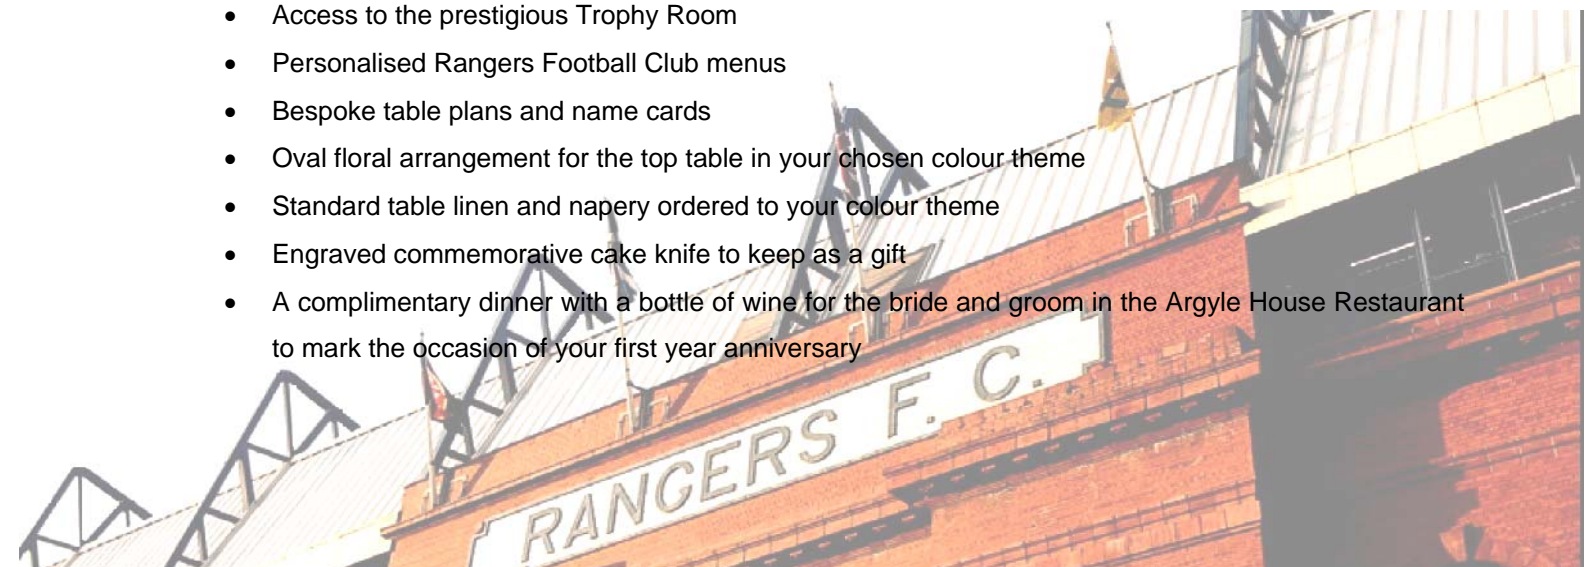 • Access to the prestigious Trophy Room
• Personalised Rangers Football Club menus
• Bespoke table plans and name cards
• Oval floral arrangement for the top table in your chosen colour theme
• Standard table linen and napery ordered to your colour theme
• Engraved commemorative cake knife to keep as a gift
• A complimentary dinner with a bottle of wine for the bride and groom in the Argyle House Restaurant
to mark the occasion of your first year anniversary
RANGERS F. C.